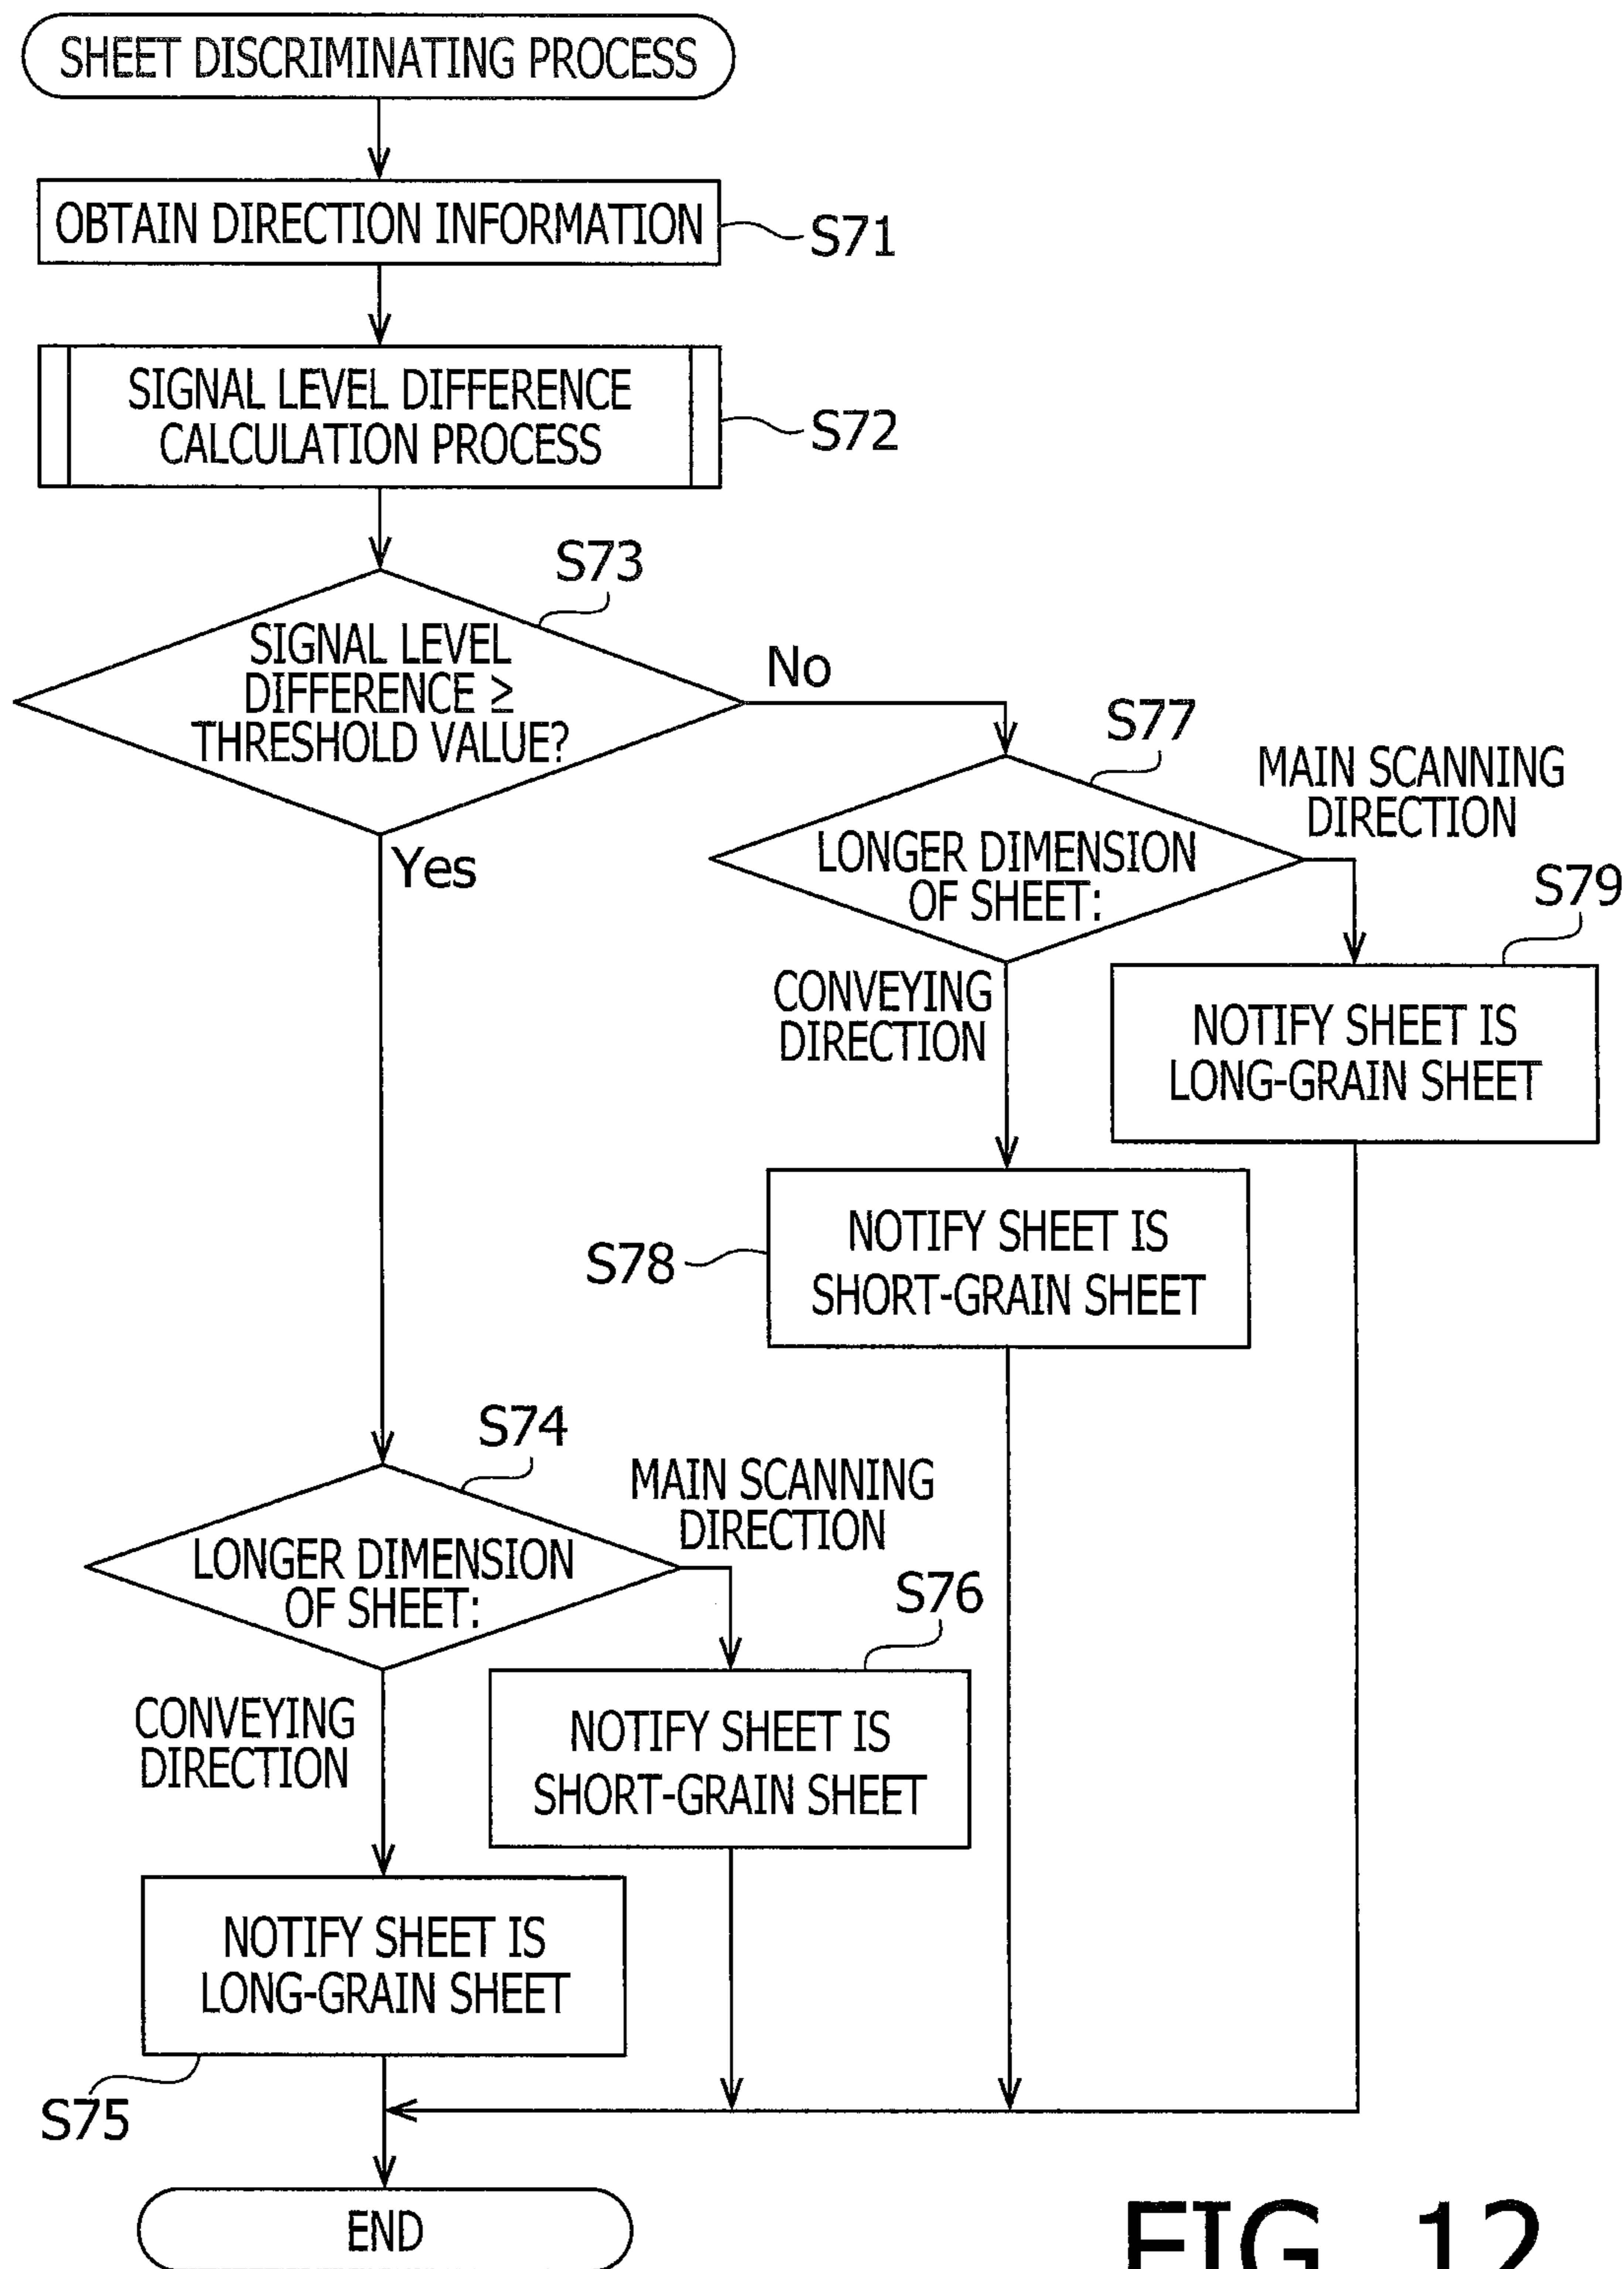 SHEET DISCRIMINATING PROCESS
OBTAIN DIRECTION INFORMATION
S71
SIGNAL LEVEL DIFFERENCE
CALCULATION PROCESS
S72
S73
SIGNAL LEVEL
DIFFERENCE ≥
THRESHOLD VALUE?
No
Yes
S77
LONGER DIMENSION
OF SHEET:
MAIN SCANNING
DIRECTION
S79
NOTIFY SHEET IS
LONG-GRAIN SHEET
CONVEYING
DIRECTION
S78
NOTIFY SHEET IS
SHORT-GRAIN SHEET
S74
LONGER DIMENSION
OF SHEET:
MAIN SCANNING
DIRECTION
S76
NOTIFY SHEET IS
SHORT-GRAIN SHEET
CONVEYING
DIRECTION
NOTIFY SHEET IS
LONG-GRAIN SHEET
S75
END
FIG. 12